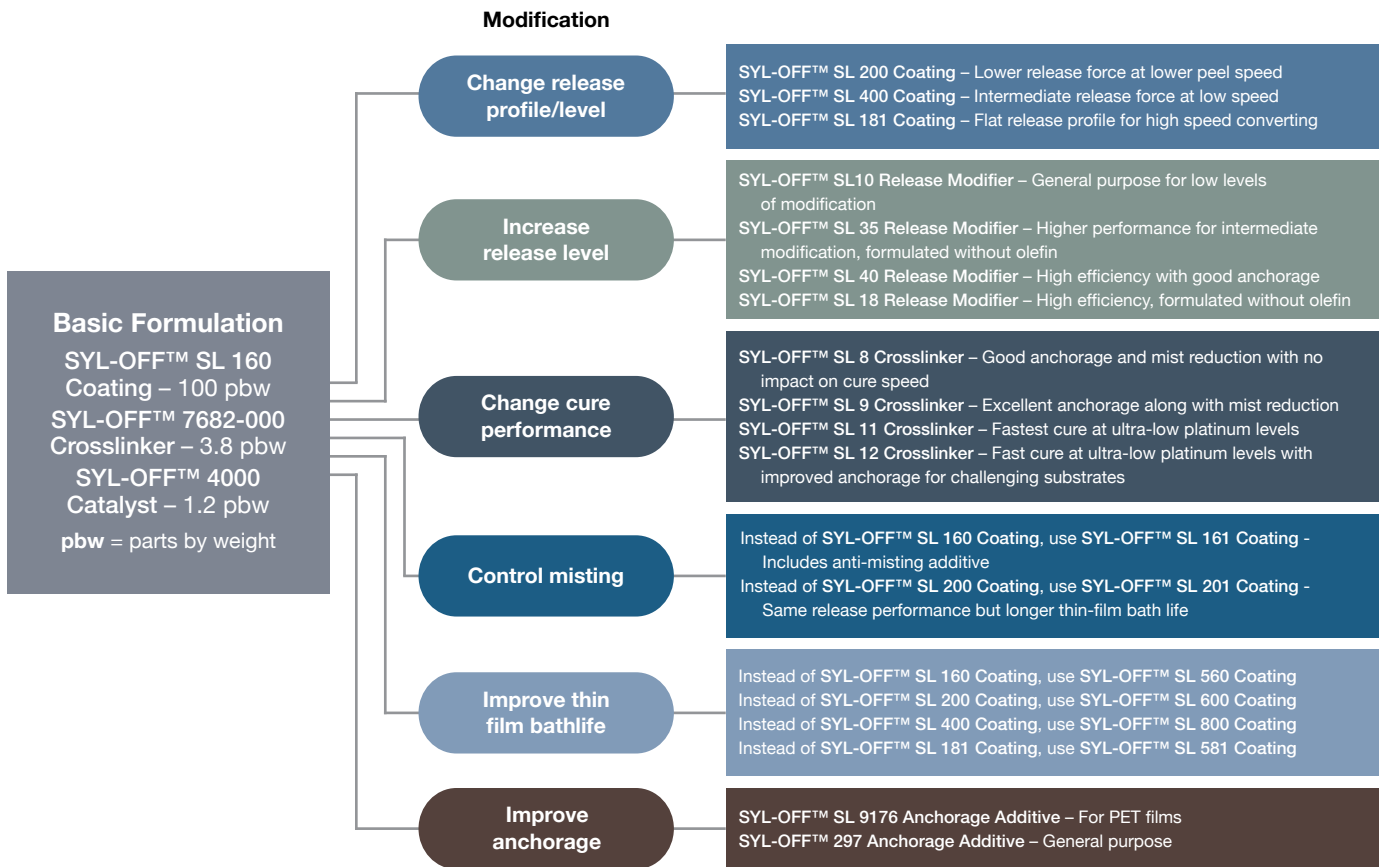 Modification
Basic Formulation
SYL-OFF™ SL 160
Coating – 100 pbw
SYL-OFF™ 7682-000
Crosslinker – 3.8 pbw
SYL-OFF™ 4000
Catalyst – 1.2 pbw
pbw = parts by weight
Change release
profile/level
SYL-OFF™ SL 200 Coating – Lower release force at lower peel speed
SYL-OFF™ SL 400 Coating – Intermediate release force at low speed
SYL-OFF™ SL 181 Coating – Flat release profile for high speed converting
Increase
release level
SYL-OFF™ SL10 Release Modifier – General purpose for low levels
of modification
SYL-OFF™ SL 35 Release Modifier – Higher performance for intermediate
modification, formulated without olefin
SYL-OFF™ SL 40 Release Modifier – High efficiency with good anchorage
SYL-OFF™ SL 18 Release Modifier – High efficiency, formulated without olefin
Change cure
performance
SYL-OFF™ SL 8 Crosslinker – Good anchorage and mist reduction with no
impact on cure speed
SYL-OFF™ SL 9 Crosslinker – Excellent anchorage along with mist reduction
SYL-OFF™ SL 11 Crosslinker – Fastest cure at ultra-low platinum levels
SYL-OFF™ SL 12 Crosslinker – Fast cure at ultra-low platinum levels with
improved anchorage for challenging substrates
Control misting
Instead of SYL-OFF™ SL 160 Coating, use SYL-OFF™ SL 161 Coating -
Includes anti-misting additive
Instead of SYL-OFF™ SL 200 Coating, use SYL-OFF™ SL 201 Coating -
Same release performance but longer thin-film bath life
Improve thin
film bathlife
Instead of SYL-OFF™ SL 160 Coating, use SYL-OFF™ SL 560 Coating
Instead of SYL-OFF™ SL 200 Coating, use SYL-OFF™ SL 600 Coating
Instead of SYL-OFF™ SL 400 Coating, use SYL-OFF™ SL 800 Coating
Instead of SYL-OFF™ SL 181 Coating, use SYL-OFF™ SL 581 Coating
Improve
anchorage
SYL-OFF™ SL 9176 Anchorage Additive – For PET films
SYL-OFF™ 297 Anchorage Additive – General purpose